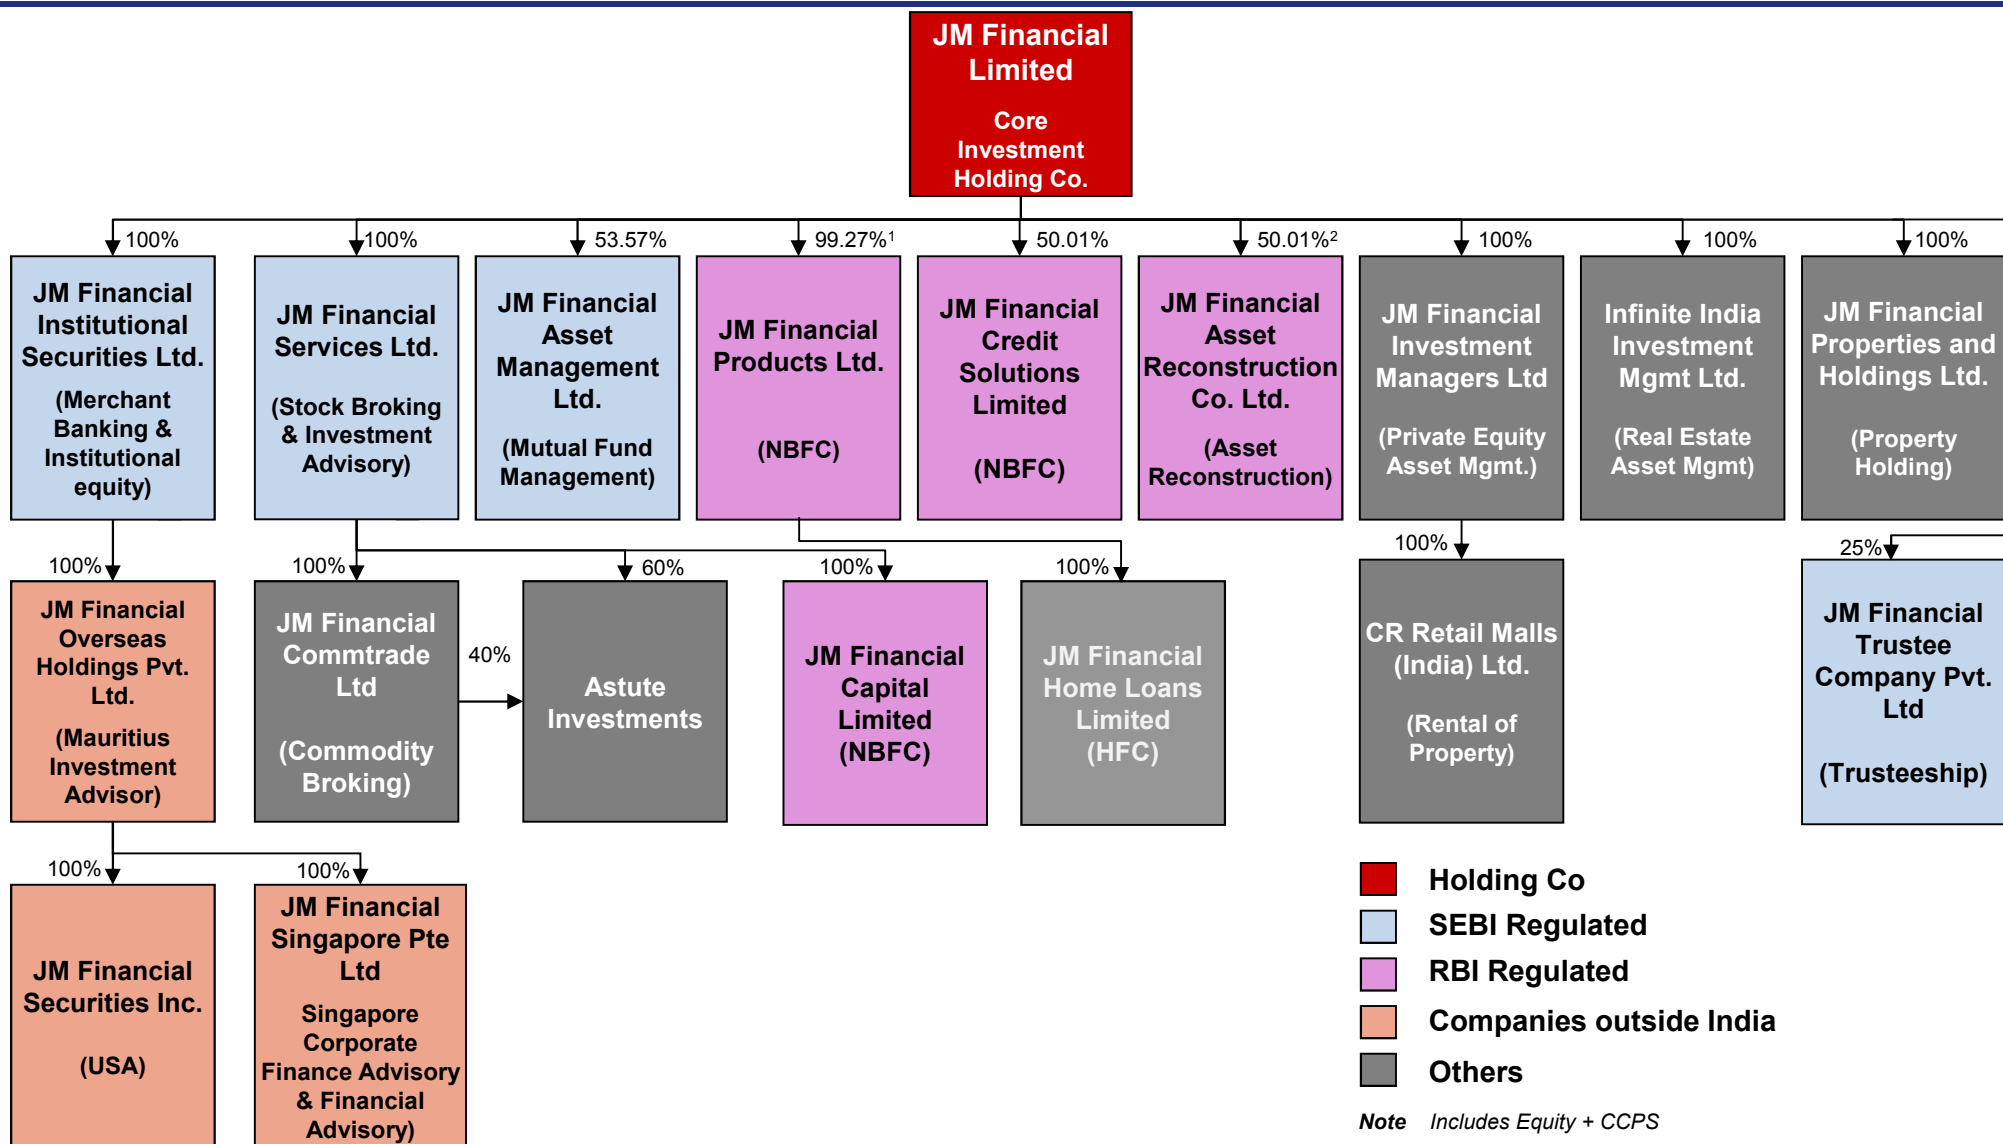 JM Financial
Limited
Core
Investment
Holding Co.
100%
100%
53.57%
99.27%1
50.01%
50.01%2
100%
100%
100%
JM Financial
Institutional
Securities Ltd.
(Merchant
Banking &
Institutional
equity)
JM Financial
Services Ltd.
(Stock Broking
& Investment
Advisory)
JM Financial
Asset
Management
Ltd.
(Mutual Fund
Management)
JM Financial
Products Ltd.
(NBFC)
JM Financial
Credit
Solutions
Limited
(NBFC)
JM Financial
Asset
Reconstruction
Co. Ltd.
(Asset
Reconstruction)
JM Financial
Investment
Managers Ltd
(Private Equity
Asset Mgmt.)
Infinite India
Investment
Mgmt Ltd.
(Real Estate
Asset Mgmt)
JM Financial
Properties and
Holdings Ltd.
(Property
Holding)
100%
100%
60%
100%
100%
100%
25%
JM Financial
Overseas
Holdings Pvt.
Ltd.
(Mauritius
Investment
Advisor)
JM Financial
Commtrade
Ltd
(Commodity
Broking)
40%
Astute
Investments
JM Financial
Capital
Limited
(NBFC)
JM Financial
Home Loans
Limited
(HFC)
CR Retail Malls
(India) Ltd.
(Rental of
Property)
JM Financial
Trustee
Company Pvt.
Ltd
(Trusteeship)
100%
100%
JM Financial
Securities Inc.
(USA)
JM Financial
Singapore Pte
Ltd
Singapore
Corporate
Finance Advisory
& Financial
Advisory)
Holding Co
SEBI Regulated
RBI Regulated
Companies outside India
Others
Note Includes Equity + CCPS